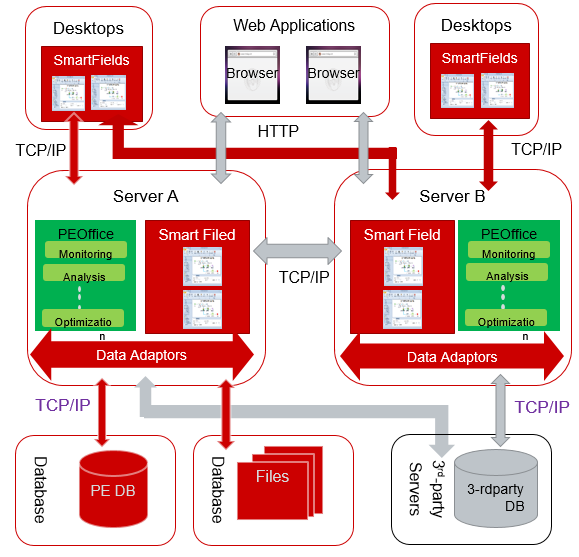 Desktops
SmartFields
Web Applications
Browser
Browser
Desktops
SmartFields
TCP/IP
HTTP
TCP/IP
Server A
PEOffice
Monitoring
Analysis
Optimizatio
n
Smart Filed
Data Adaptors
TCP/IP
Server B
Smart Field
PEOffice
Monitoring
Analysis
Optimizatio
n
Data Adaptors
TCP/IP
TCP/IP
Database
PE DB
Database
Files
3rd-party
Servers
3-rdparty
DB